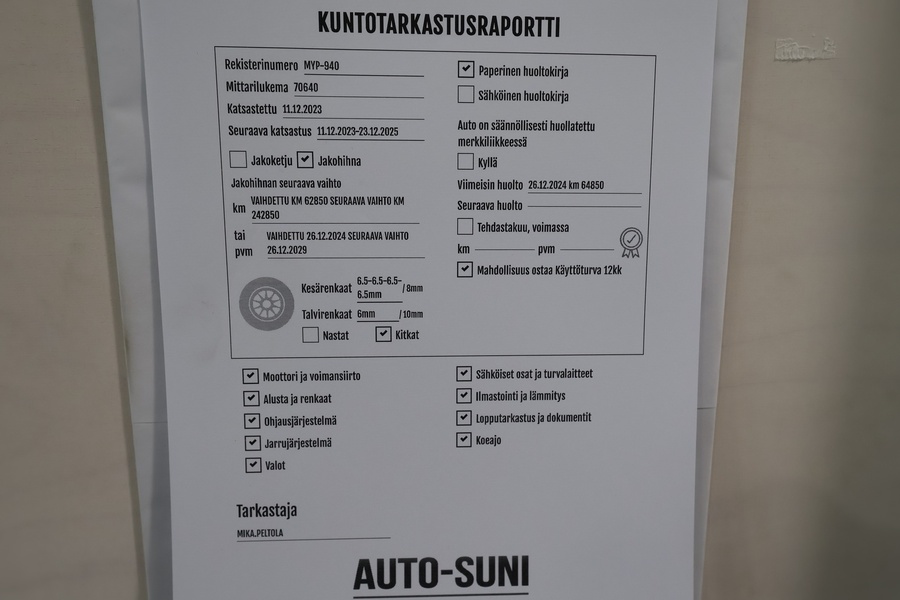 KUNTOTARKASTUSRAPORTTI
Rekisterinumero MYP-940
Mittarilukema 70640
Katsastettu 11.12.2023
Seuraava katsastus 11.12.2023-23.12.2025
Jakoketju Jakohihna
Jakohihnan seuraava vaihto
km VAIHDETTU KM 62850 SEURAAVA VAIHTO KM
242850
tai VAIHDETTU 26.12.2024 SEURAAVA VAIHTO
pvm 26.12.2029
Kesärenkaat 6.5-6.5-6.5-
6.5mm /8mm
Talvirenkaat 6mm /10mm
Nastat Kitkat
Paperinen huoltokirja
Sähköinen huoltokirja
Auto on säännöllisesti huollatettu
merkkiliikkeessä
Kyllä
Viimeisin huolto 26.12.2024 km 64850
Seuraava huolto
Tehdastakuu, voimassa
km pvm
Mahdollisuus ostaa Käyttöturva 12kk
Moottori ja voimansiirto
Alusta ja renkaat
Ohjausjärjestelmä
Jarrujärjestelmä
Valot
Sähköiset osat ja turvalaitteet
Ilmastointi ja lämmitys
Lopputarkastus ja dokumentit
Koeajo
Tarkastaja
MIKA.PELTOLA
AUTO-SUNI